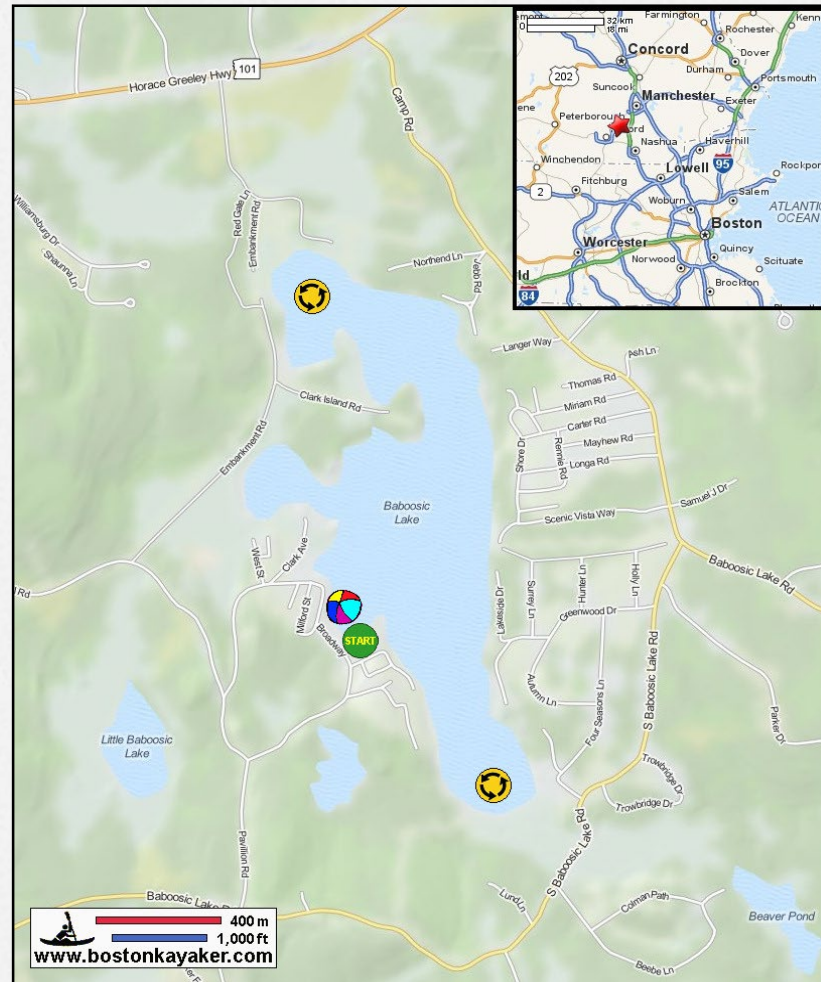 Horace Greeley Hwy
101
Camp Rd
Red Gate Ln
Embankment Rd
Williamsburg Dr
Shaunna Ln
Northend Ln
Jebb Rd
Langer Way
Ash Ln
Thomas Rd
Miriam Rd
Carter Rd
Mayhew Rd
Longa Rd
Rennie Rd
Shore Dr
Clark Island Rd
Embankment Rd
Samuel J Dr
Scenic Vista Way
Baboosic
Lake
Baboosic Lake Rd
West St
Clark Ave
Milford St
Broadway
START
Lakeside Dr
Surrey Ln
Hunter Ln
Holly Ln
Greenwood Dr
S Baboosic Lake Rd
Autumn Ln
Four Seasons Ln
Parker Dr
Little Baboosic
Lake
Trowbridge Dr
Trowbridge Dr
Pavillion Rd
S Baboosic Lake Rd
Lund Ln
Colman Path
Beebe Ln
Beaver Pond
Baboosic Lake
400 m
1,000 ft
www.bostonkayaker.com
0
32 km
18 mi
Farmington
Rochester
Concord
Dover
202
Durham
Suncook
Portsmouth
Manchester
Exeter
Peterborough
Nashua
Haverhill
Winchendon
Lowell
95
Rockport
2
Fitchburg
Salem
Woburn
ATLANTIC
OCEAN
Boston
Worcester
Quincy
Norwood
Scituate
84
Brockton